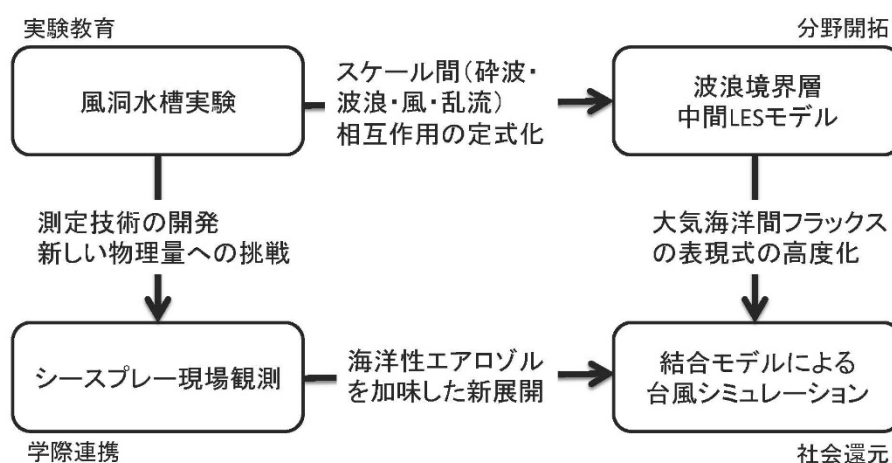 実験教育
分野開拓
風洞水槽実験
スケール間(砕波・
波浪・風・乱流)
相互作用の定式化
波浪境界層
中間LESモデル
測定技術の開発
新しい物理量への挑戦
大気海洋間フラックス
の表現式の高度化
シースプレー現場観測
海洋性エアロゾル
を加味した新展開
結合モデルによる
台風シミュレーション
学際連携
社会還元